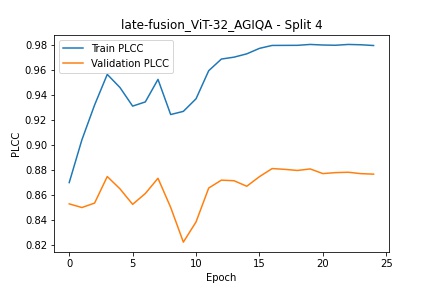 late-fusion_ViT-32_AGIQA - Split 4
Train PLCC
Validation PLCC
0.98
0.96
0.94
0.92
0.90
0.88
0.86
0.84
0.82
PLCC
0 5 10 15 20 25
Epoch